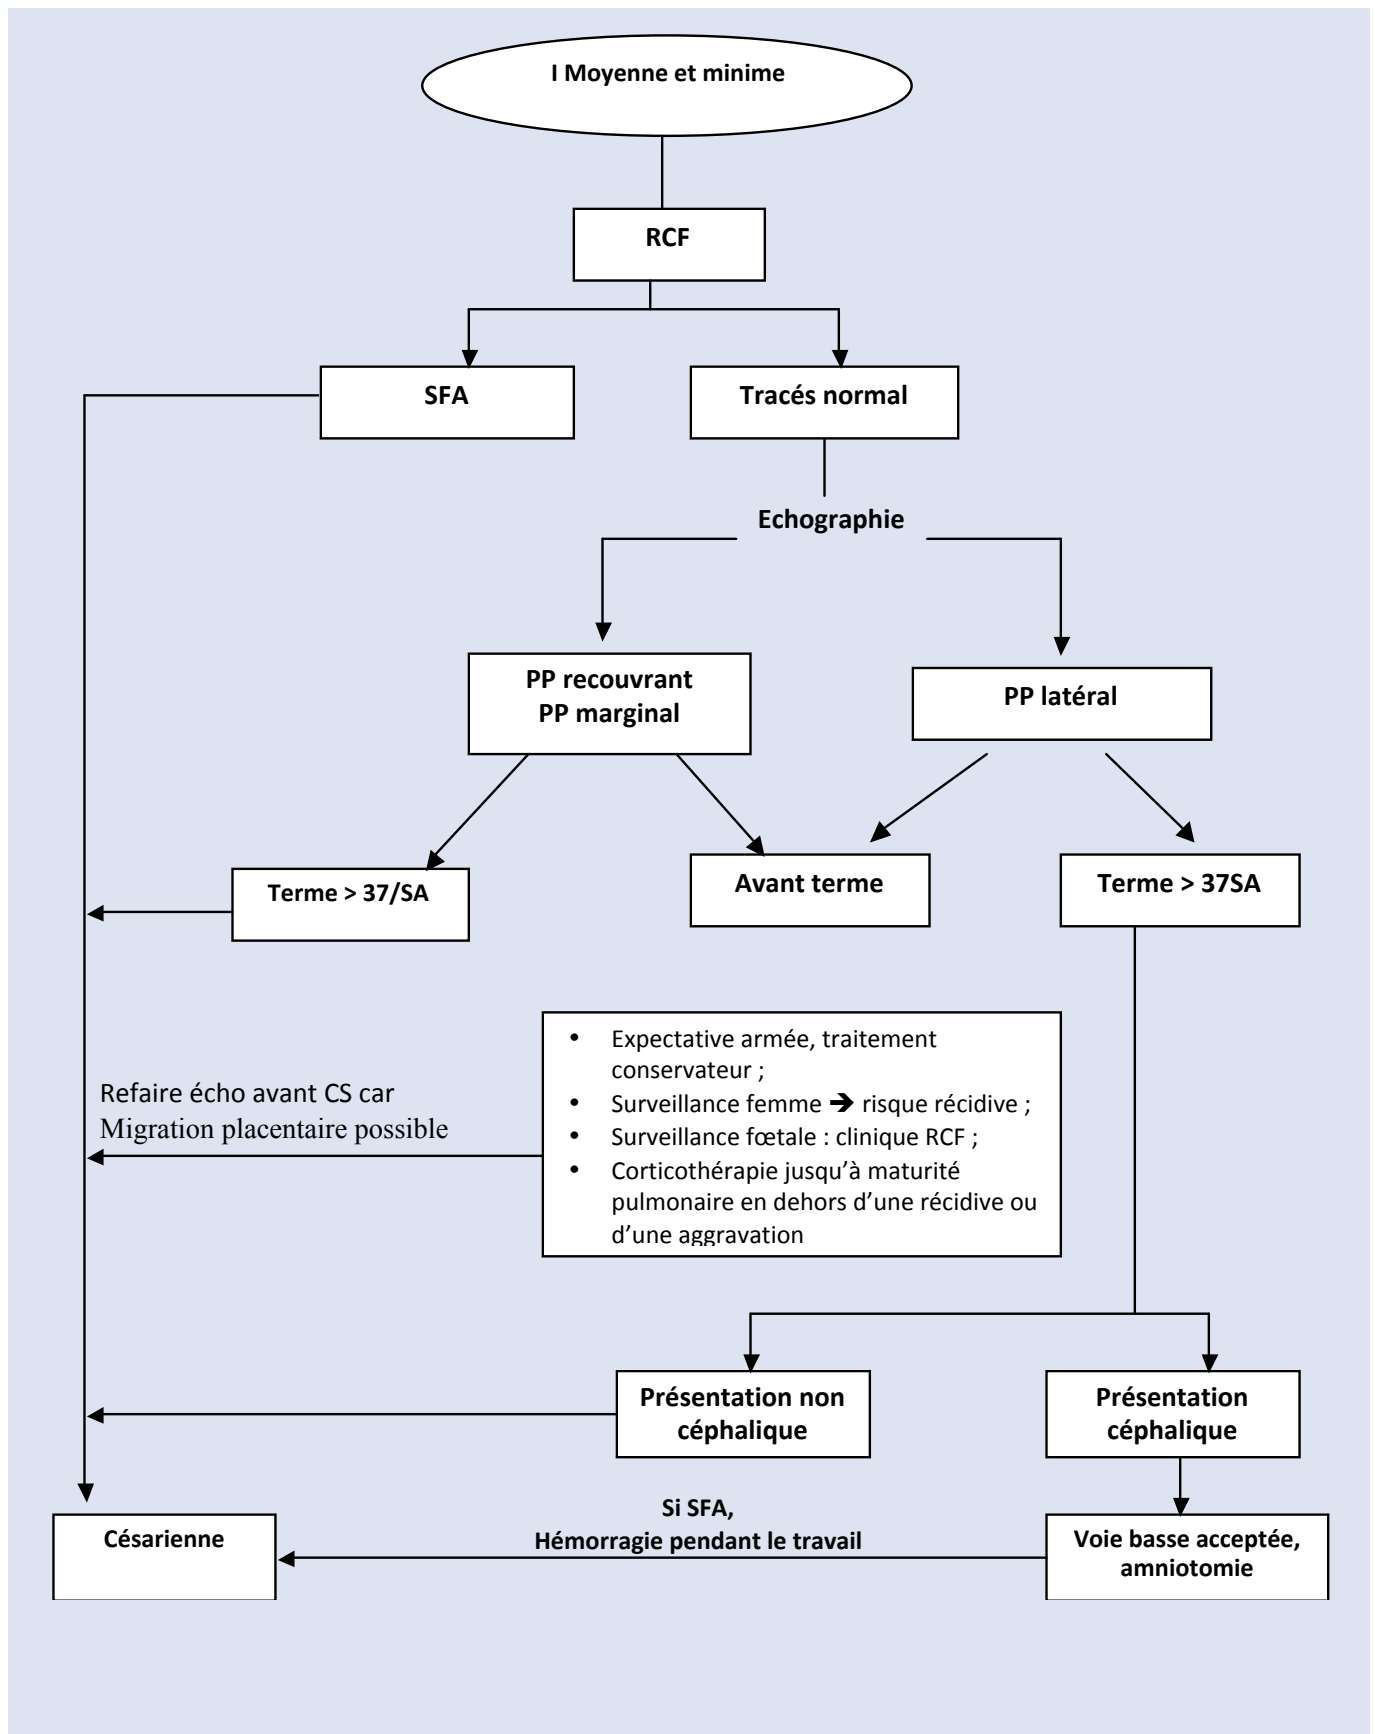 I Moyenne et minime
RCF
SFA
Tracés normal
Echographie
PP recouvrant
PP marginal
PP latéral
Terme > 37/SA
Avant terme
Terme > 37SA
• Expectative armée, traitement
conservateur ;
• Surveillance femme ➔ risque récidive ;
• Surveillance fœtale : clinique RCF ;
• Corticothérapie jusqu’à maturité
pulmonaire en dehors d’une récidive ou
d’une aggravation
Refaire écho avant CS car
Migration placentaire possible
Présentation non
céphalique
Présentation
céphalique
Si SFA,
Hémorragie pendant le travail
Césarienne
Voie basse acceptée,
amniotomie